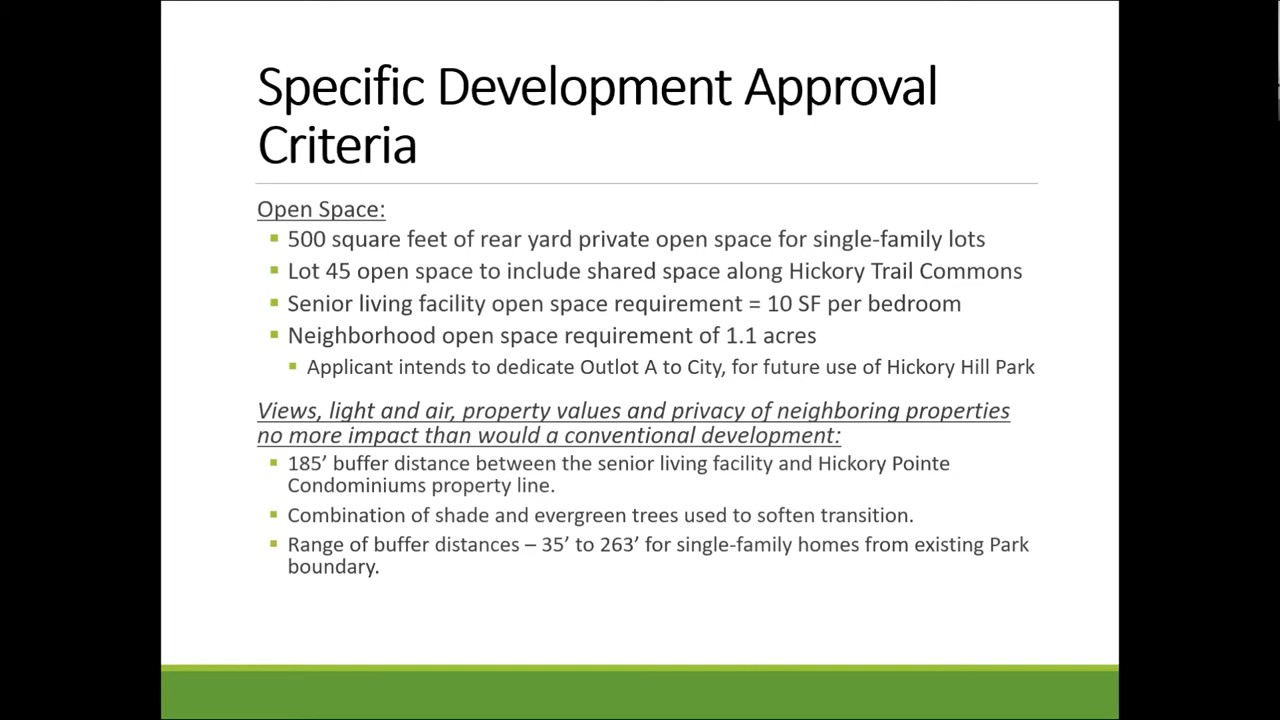 Specific Development Approval
Criteria
Open Space:
▪ 500 square feet of rear yard private open space for single-family lots
▪ Lot 45 open space to include shared space along Hickory Trail Commons
▪ Senior living facility open space requirement = 10 SF per bedroom
▪ Neighborhood open space requirement of 1.1 acres
▪ Applicant intends to dedicate Outlot A to City, for future use of Hickory Hill Park
Views, light and air, property values and privacy of neighboring properties
no more impact than would a conventional development:
▪ 185’ buffer distance between the senior living facility and Hickory Pointe
Condominiums property line.
▪ Combination of shade and evergreen trees used to soften transition.
▪ Range of buffer distances – 35’ to 263’ for single-family homes from existing Park
boundary.